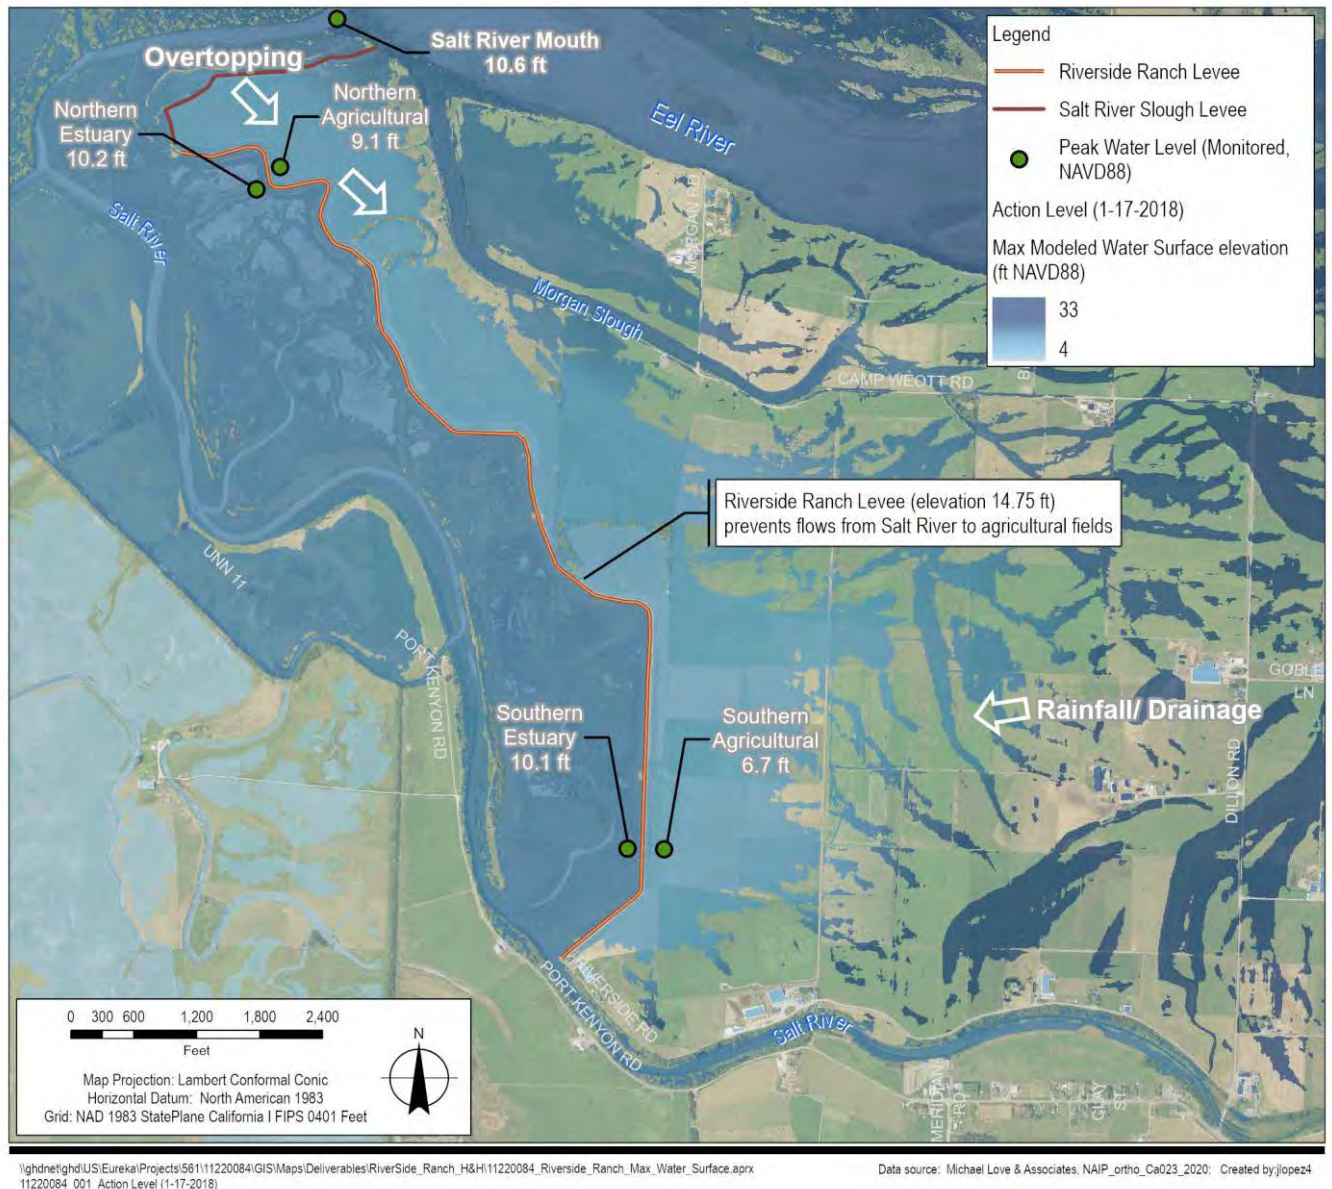 Overtopping
Salt River Mouth
10.6 ft
Northern
Estuary
10.2 ft
Northern
Agricultural
9.1 ft
Eel River
MORGAN RD
Salt River
Morgan Slough
CAMP WEOTT RD
Legend
Riverside Ranch Levee
Salt River Slough Levee
Peak Water Level (Monitored,
NAVD88)
Action Level (1-17-2018)
Max Modeled Water Surface elevation
(ft NAVD88)
33
4
Riverside Ranch Levee (elevation 14.75 ft)
prevents flows from Salt River to agricultural fields
UNN 11
PORT KENYON RD
GOBLE
LN
Rainfall/ Drainage
DILLON RD
Southern
Estuary
10.1 ft
Southern
Agricultural
6.7 ft
RIVERSIDE RD
PORT KENYON RD
Salt River
MERIDIAN
RD
CLAY
ST
0 300 600 1,200 1,800 2,400
Feet
N
Map Projection: Lambert Conformal Conic
Horizontal Datum: North American 1983
Grid: NAD 1983 StatePlane California I FIPS 0401 Feet
\\ghdnet\ghd\US\Eureka\Projects\561\11220084\GIS\Maps\Deliverables\RiverSide_Ranch_H&H\11220084_Riverside_Ranch_Max_Water_Surface.aprx
11220084_001_Action Level (1-17-2018)
Data source: Michael Love & Associates, NAIP_ortho_Ca023_2020: Created by:jlopez4